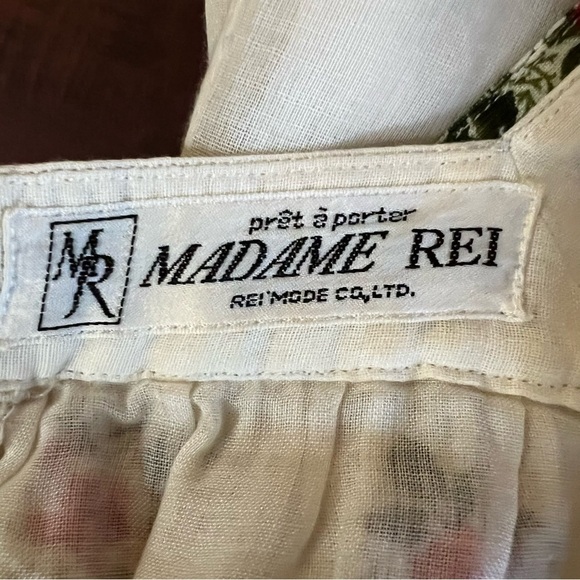 MR
prêt à porter
MADAME REI
REI'MODE CO.,LTD.